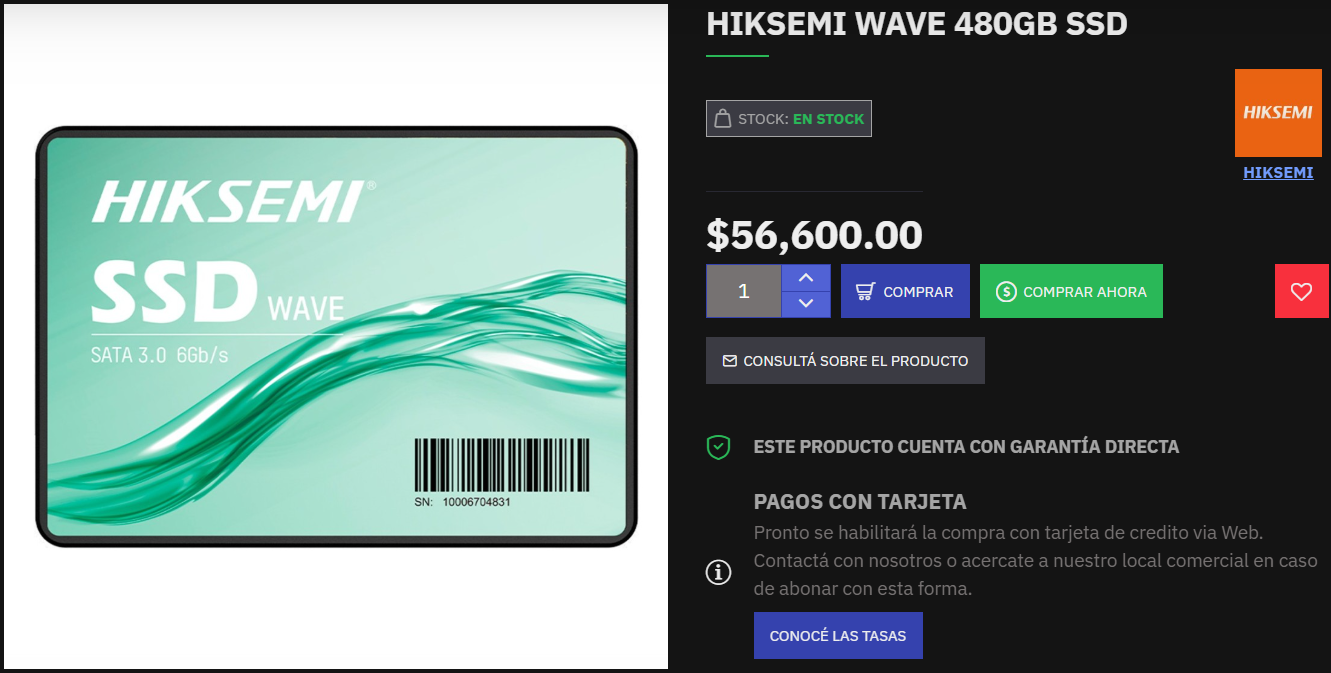 HIKSEMI®
SSD WAVE
SATA 3.0 6Gb/s
SN: 10006704831
HIKSEMI WAVE 480GB SSD
STOCK: EN STOCK
HIKSEMI
HIKSEMI
$56,600.00
1
COMPRAR
COMPRAR AHORA
CONSULTÁ SOBRE EL PRODUCTO
ESTE PRODUCTO CUENTA CON GARANTÍA DIRECTA
PAGOS CON TARJETA
Pronto se habilitará la compra con tarjeta de credito via Web.
Contactá con nosotros o acercate a nuestro local comercial en caso
de abonar con esta forma.
CONOCÉ LAS TASAS